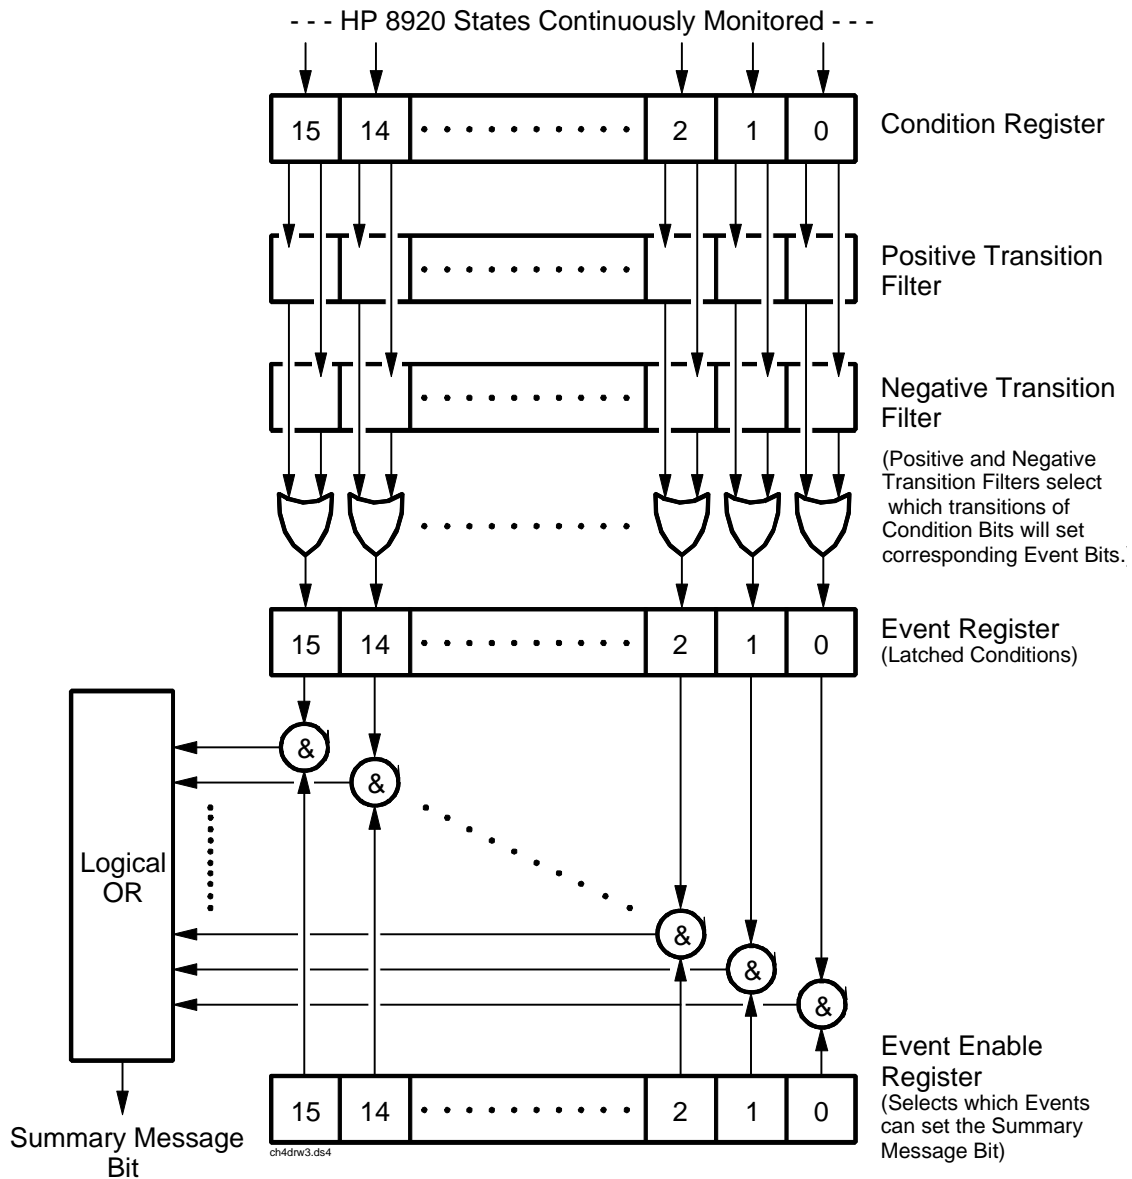 - - - HP 8920 States Continuously Monitored - - -
15 14 2 1 0
Condition Register
Positive Transition
Filter
Negative Transition
Filter
(Positive and Negative
Transition Filters select
which transitions of
Condition Bits will set
corresponding Event Bits.)
15 14 2 1 0
Event Register
(Latched Conditions)
&
&
Logical
OR
&
&
&
Event Enable
Register
(Selects which Events
can set the Summary
Message Bit)
15 14 2 1 0
ch4drw3.ds4
Summary Message
Bit